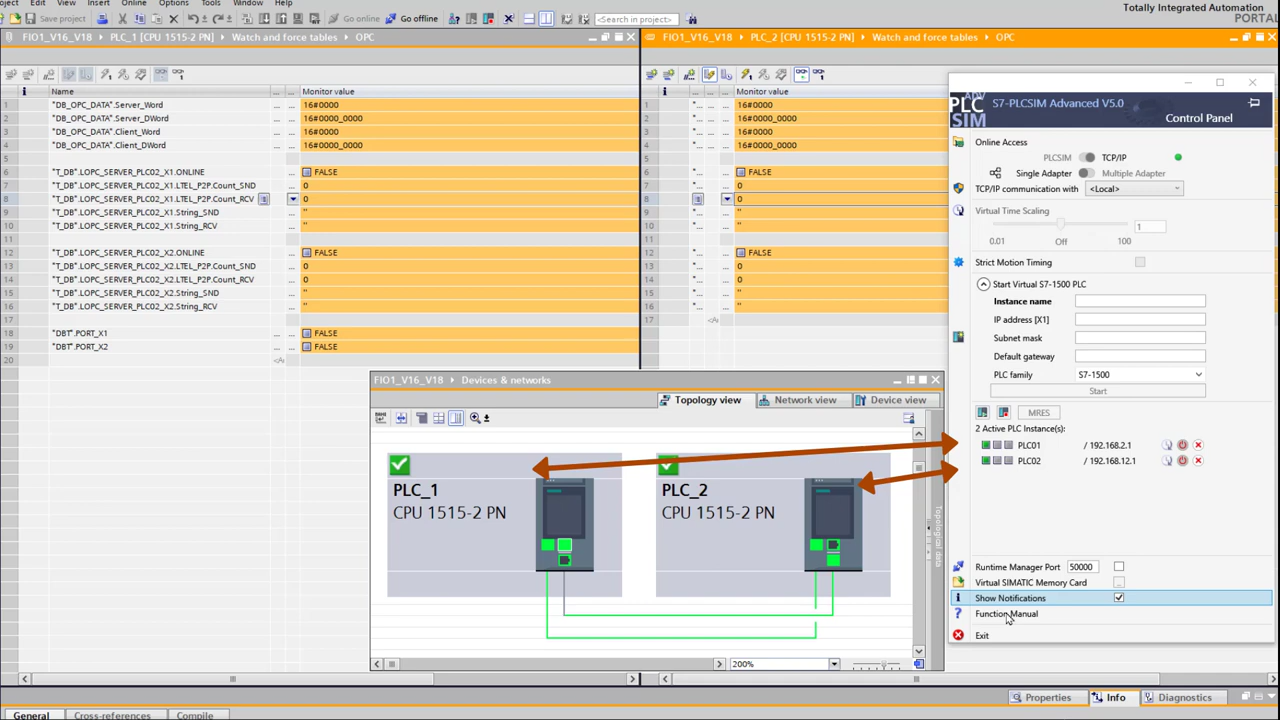 roject Edit View Insert Online Options Tools Window Help
Totally Integrated Automation
PORTAL
Save project
Go online Go offline
<Search in project>
FIO1_V16_V18 ▸ PLC_1 [CPU 1515-2 PN] ▸ Watch and force tables ▸ OPC
FIO1_V16_V18 ▸ PLC_2 [CPU 1515-2 PN] ▸ Watch and force tables ▸ OPC
i Name ... ... Monitor value
1 "DB_OPC_DATA".Server_Word ... 16#0000
2 "DB_OPC_DATA".Server_DWord ... 16#0000_0000
3 "DB_OPC_DATA".Client_Word ... 16#0000
4 "DB_OPC_DATA".Client_DWord ... 16#0000_0000
5
6 "T_DB".LOPC_SERVER_PLC02_X1.ONLINE ... FALSE
7 "T_DB".LOPC_SERVER_PLC02_X1.LTEL_P2P.Count_SND ... 0
8 "T_DB".LOPC_SERVER_PLC02_X1.LTEL_P2P.Count_RCV 0
9 "T_DB".LOPC_SERVER_PLC02_X1.String_SND ... ''
10 "T_DB".LOPC_SERVER_PLC02_X1.String_RCV ... ''
11
12 "T_DB".LOPC_SERVER_PLC02_X2.ONLINE ... FALSE
13 "T_DB".LOPC_SERVER_PLC02_X2.LTEL_P2P.Count_SND ... 0
14 "T_DB".LOPC_SERVER_PLC02_X2.LTEL_P2P.Count_RCV ... 0
15 "T_DB".LOPC_SERVER_PLC02_X2.String_SND ... ''
16 "T_DB".LOPC_SERVER_PLC02_X2.String_RCV ... ''
17
18 "DBT".PORT_X1 ... FALSE
19 "DBT".PORT_X2 ... FALSE
20 <A
i ... ... Monitor value
1 "... ... 16#0000
2 "... ... 16#0000_0000
3 "... ... 16#0000
4 "... ... 16#0000_0000
5
6 "... ... FALSE
7 "... ... 0
8 0
9 "... ... ''
10 "... ... ''
11
12 "... ... FALSE
13 "... ... 0
14 "... ... 0
15 "... ... ''
16 "... ... ''
17 <A
FIO1_V16_V18 ▸ Devices & networks
Topology view Network view Device view
PLC_1
CPU 1515-2 PN
PLC_2
CPU 1515-2 PN
Topological data
200%
PLC
SIM
ADV
S7-PLCSIM Advanced V5.0
Control Panel
Online Access
PLCSIM TCP/IP
Single Adapter Multiple Adapter
TCP/IP communication with <Local>
Virtual Time Scaling
1
0.01 Off 100
Strict Motion Timing
Start Virtual S7-1500 PLC
Instance name
IP address [X1]
Subnet mask
Default gateway
PLC family S7-1500
Start
MRES
2 Active PLC Instance(s):
PLC01 / 192.168.2.1
PLC02 / 192.168.12.1
Runtime Manager Port 50000
Virtual SIMATIC Memory Card ...
Show Notifications
Function Manual
Exit
Properties Info Diagnostics
General Cross-references Compile